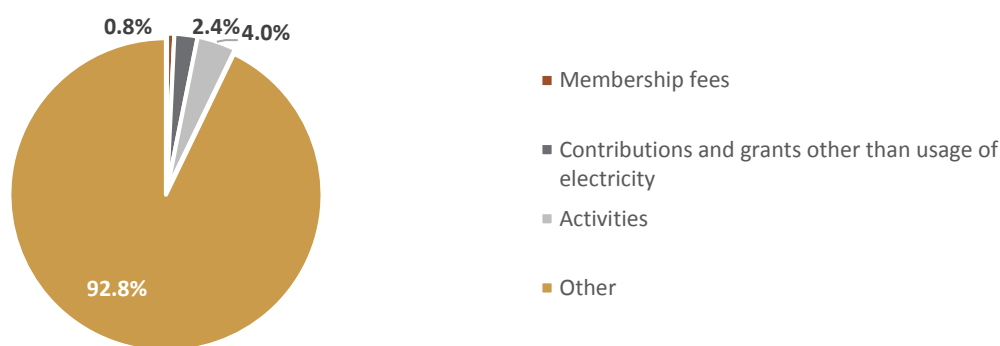 0.8%
2.4%
4.0%
92.8%
Membership fees
Contributions and grants other than usage of
electricity
Activities
Other